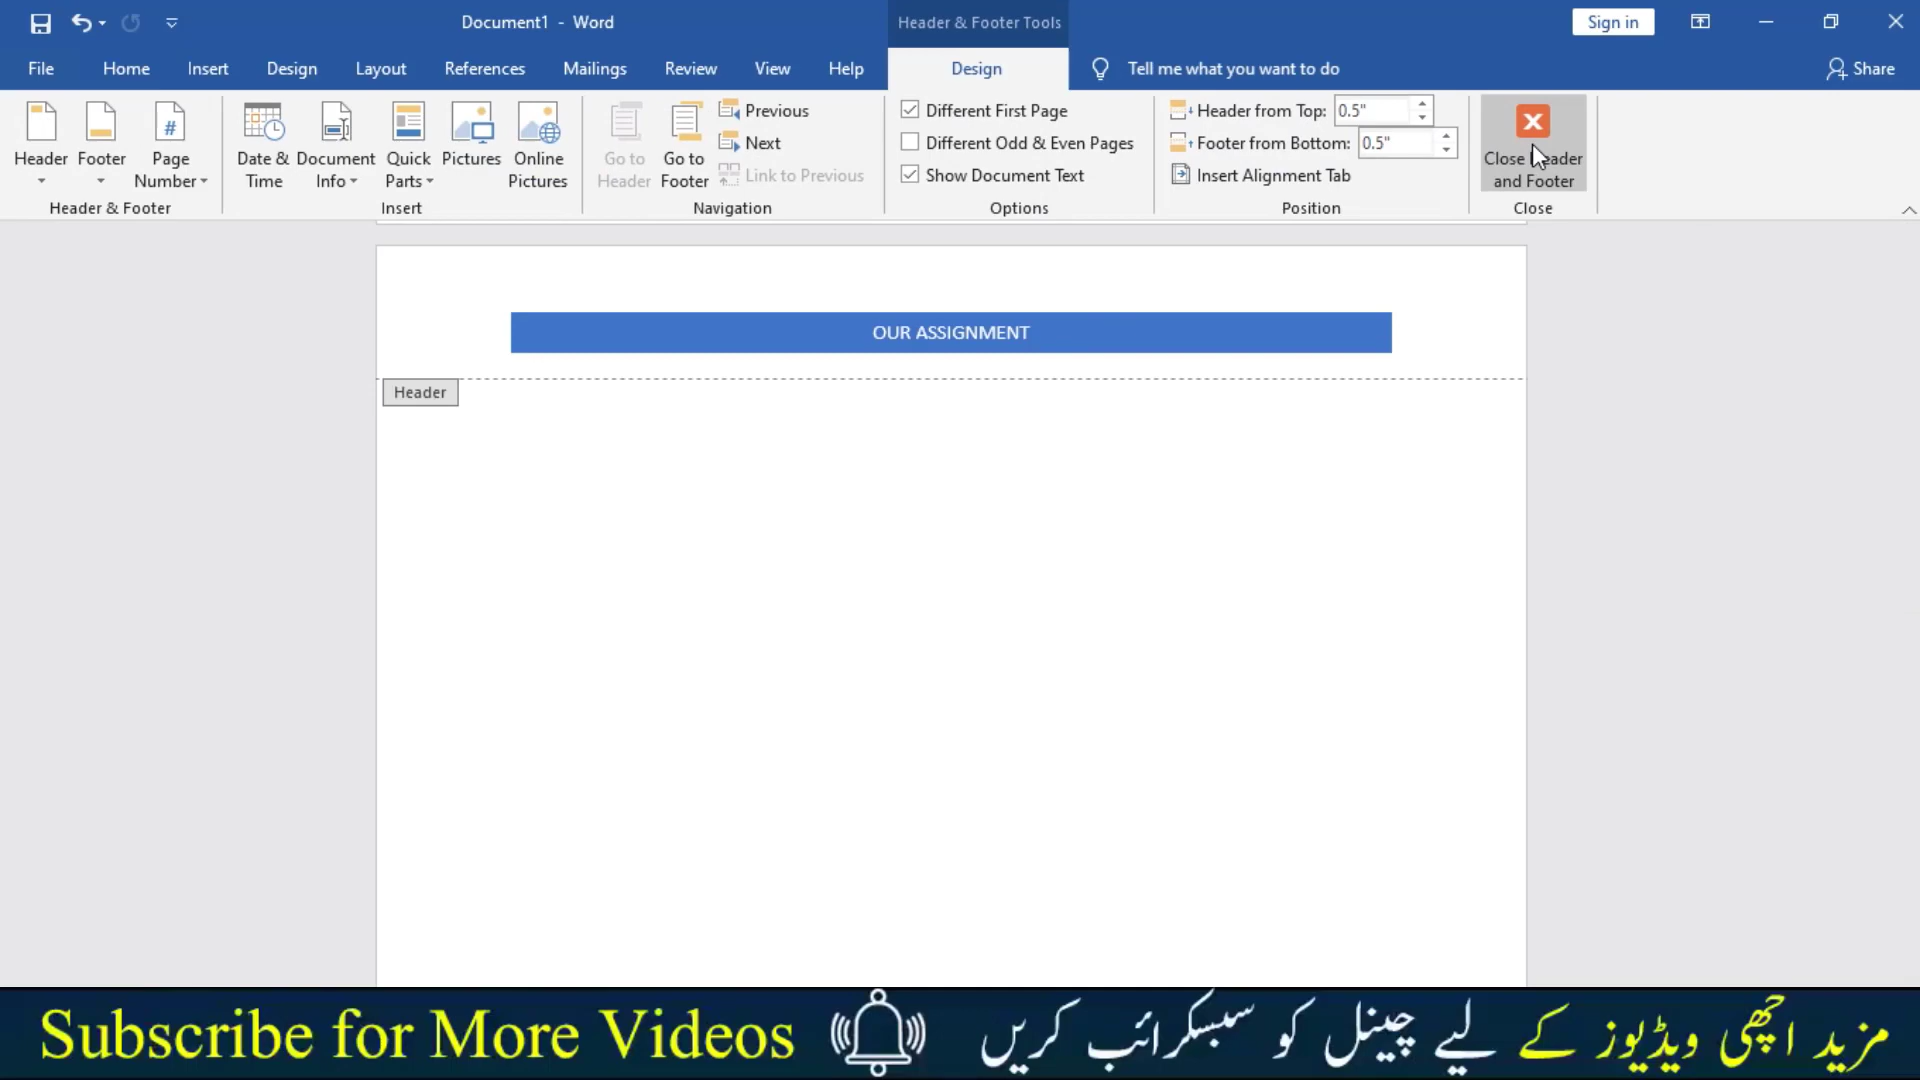 Document1 - Word
Header & Footer Tools
Sign in
File Home Insert Design Layout References Mailings Review View Help Design Tell me what you want to do Share
Header
Footer
Page Number
Header & Footer
Date & Time
Document Info
Quick Parts
Pictures
Online Pictures
Insert
Go to Header
Go to Footer
Previous
Next
Link to Previous
Navigation
Different First Page
Different Odd & Even Pages
Show Document Text
Options
Header from Top: 0.5"
Footer from Bottom: 0.5"
Insert Alignment Tab
Position
Close Header
and Footer
Close
OUR ASSIGNMENT
Header
Subscribe for More Videos
مزید اچھی ویڈیوز کے لیے چینل کو سبسکرائب کریں